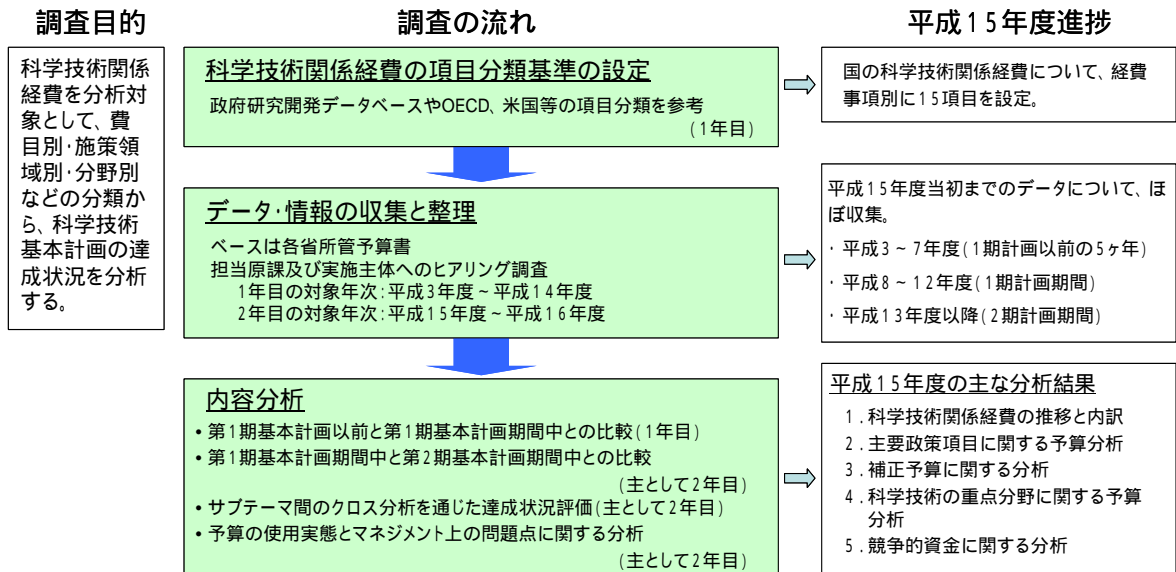 調査目的
科学技術関係
経費を分析対
象として、費
目別・施策領
域別・分野別
などの分類か
ら、科学技術
基本計画の達
成状況を分析
する。
調査の流れ
科学技術関係経費の項目分類基準の設定
政府研究開発データベースやOECD、米国等の項目分類を参考
(1年目)
データ・情報の収集と整理
ベースは各省所管予算書
担当原課及び実施主体へのヒアリング調査
1年目の対象年次:平成3年度~平成14年度
2年目の対象年次:平成15年度~平成16年度
内容分析
• 第1期基本計画以前と第1期基本計画期間中との比較(1年目)
• 第1期基本計画期間中と第2期基本計画期間中との比較
(主として2年目)
• サブテーマ間のクロス分析を通じた達成状況評価(主として2年目)
• 予算の使用実態とマネジメント上の問題点に関する分析
(主として2年目)
平成15年度進捗
国の科学技術関係経費について、経費
事項別に15項目を設定。
平成15年度当初までのデータについて、ほ
ぼ収集。
・平成3~7年度(1期計画以前の5ヶ年)
・平成8~12年度(1期計画期間)
・平成13年度以降(2期計画期間)
平成15年度の主な分析結果
1.科学技術関係経費の推移と内訳
2.主要政策項目に関する予算分析
3.補正予算に関する分析
4.科学技術の重点分野に関する予算
分析
5.競争的資金に関する分析